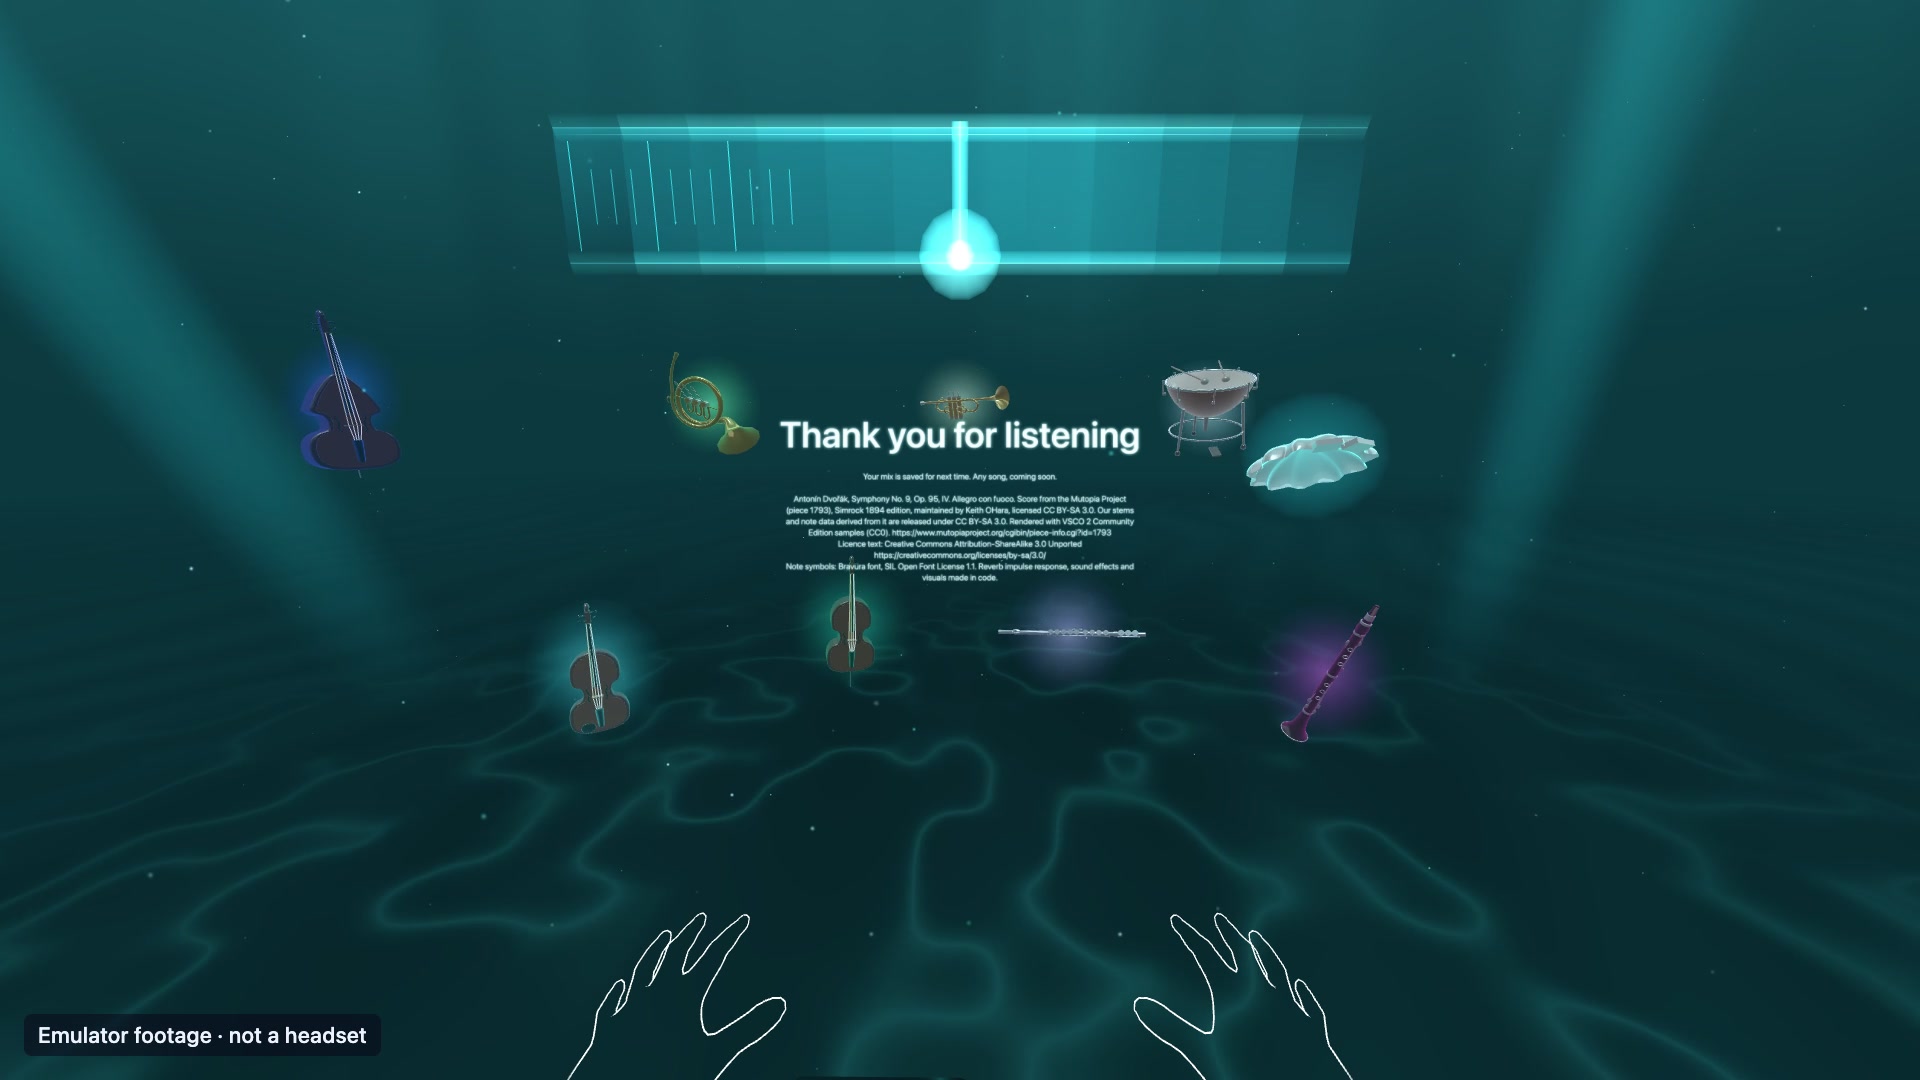 Thank you for listening
Your mix is saved for next time. Any song, coming soon.
Antonín Dvořák, Symphony No. 9, Op. 95, IV. Allegro con fuoco. Score from the Mutopia Project
(piece 1793), Simrock 1894 edition, maintained by Keith OHara, licensed CC BY-SA 3.0. Our stems
and note data derived from it are released under CC BY-SA 3.0. Rendered with VSCO 2 Community
Edition samples (CC0). https://www.mutopiaproject.org/cgibin/piece-info.cgi?id=1793
Licence text: Creative Commons Attribution-ShareAlike 3.0 Unported
https://creativecommons.org/licenses/by-sa/3.0/
Note symbols: Bravura font, SIL Open Font License 1.1. Reverb impulse response, sound effects and
visuals made in code.
Emulator footage · not a headset